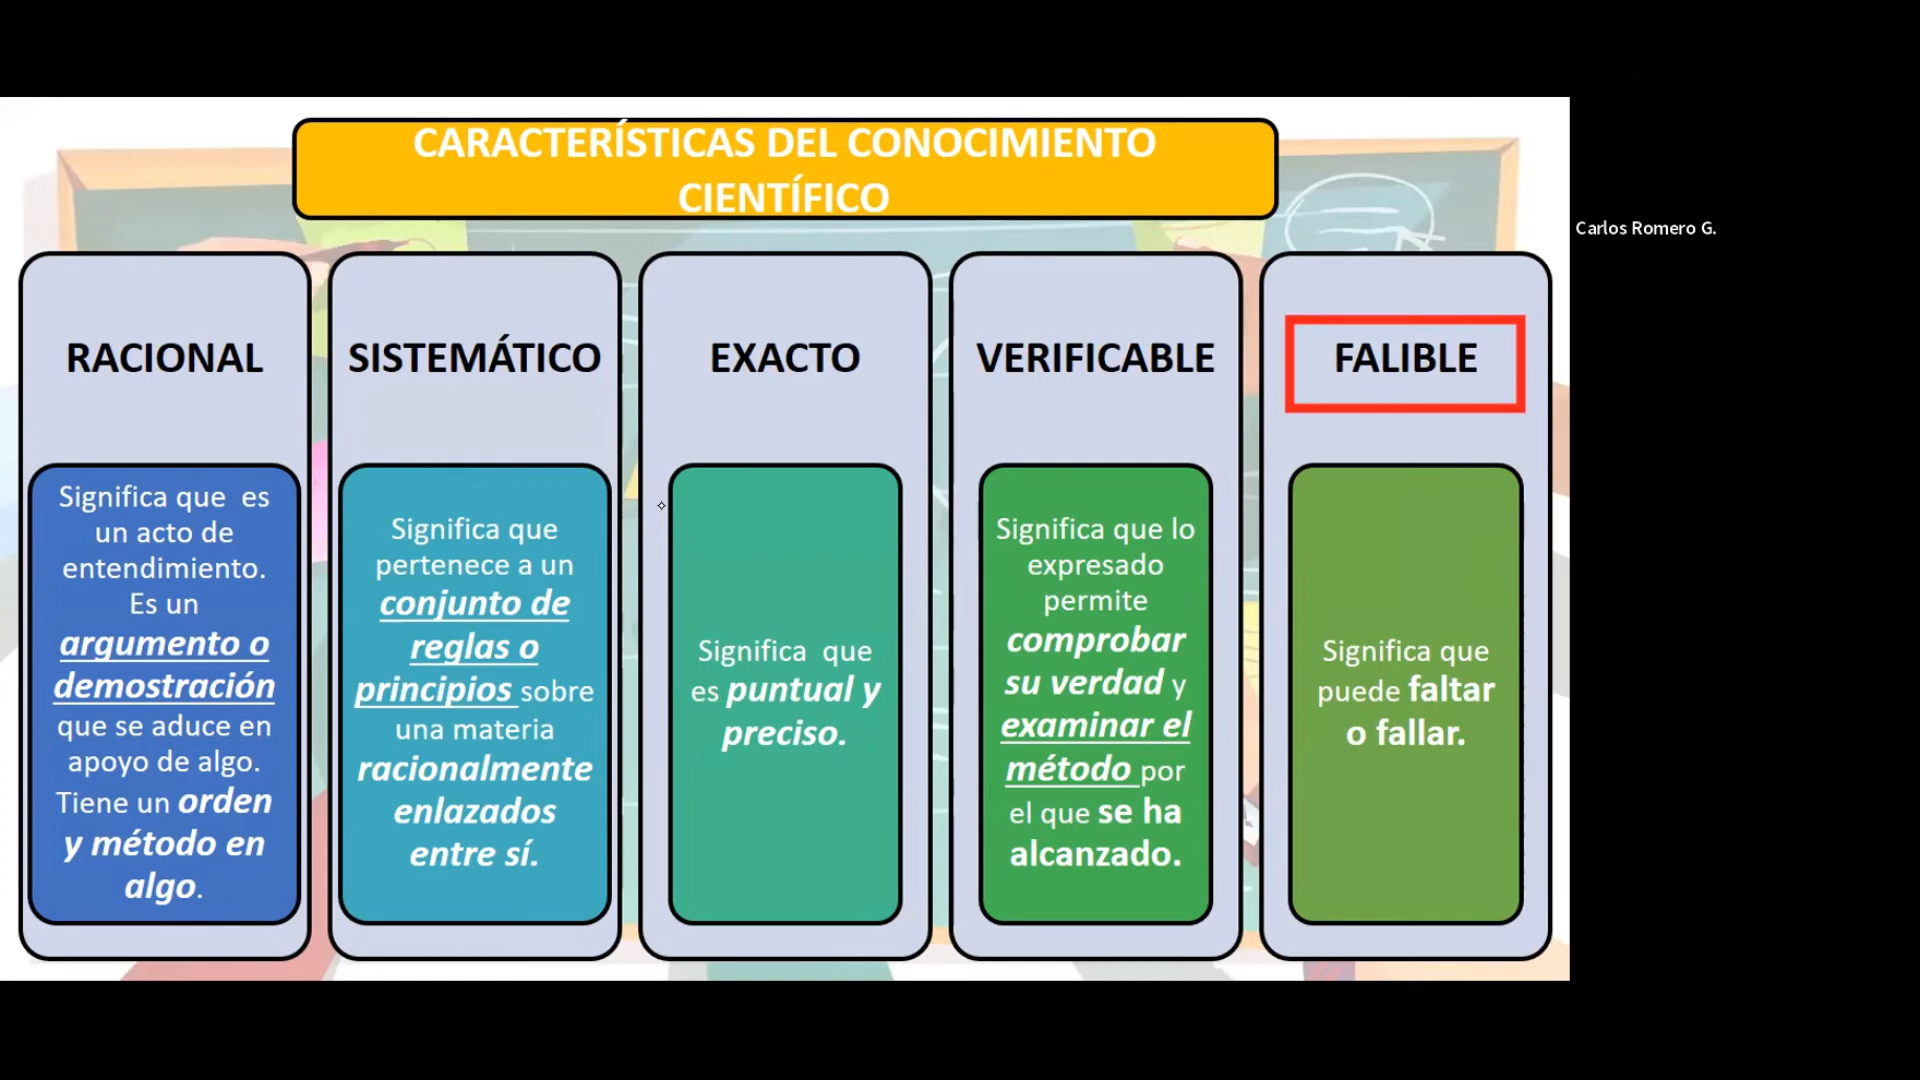 CARACTERÍSTICAS DEL CONOCIMIENTO
CIENTÍFICO
Carlos Romero G.
RACIONAL
Significa que es
un acto de
entendimiento.
Es un
argumento o
demostración
que se aduce en
apoyo de algo.
Tiene un orden
y método en
algo.
SISTEMÁTICO
Significa que
pertenece a un
conjunto de
reglas o
principios sobre
una materia
racionalmente
enlazados
entre sí.
EXACTO
Significa que
es puntual y
preciso.
VERIFICABLE
Significa que lo
expresado
permite
comprobar
su verdad y
examinar el
método por
el que se ha
alcanzado.
FALIBLE
Significa que
puede faltar
o fallar.